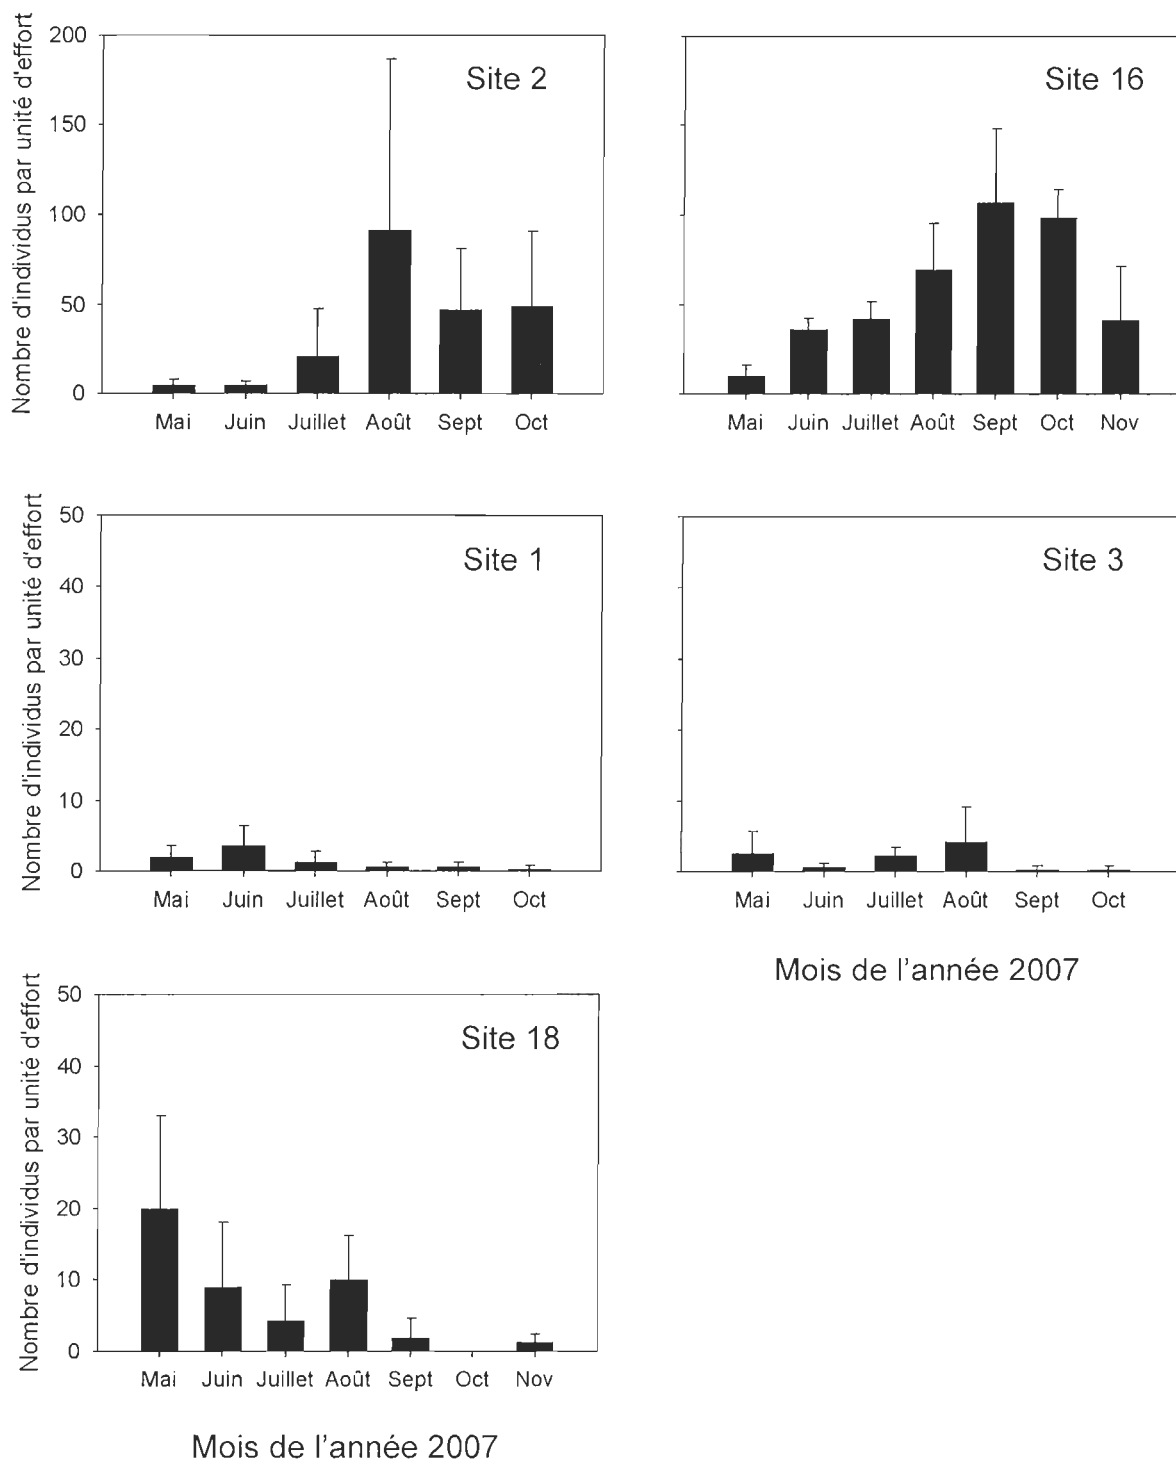 Nombre d'individus par unité d'effort
200
150
100
50
0
Site 2
Mai Juin Juillet Août Sept Oct
Site 16
Mai Juin Juillet Août Sept Oct Nov
Nombre d'individus par unité d'effort
50
40
30
20
10
0
Site 1
Mai Juin Juillet Août Sept Oct
Site 3
Mai Juin Juillet Août Sept Oct
Mois de l'année 2007
Nombre d'individus par unité d'effort
50
40
30
20
10
0
Site 18
Mai Juin Juillet Août Sept Oct Nov
Mois de l'année 2007